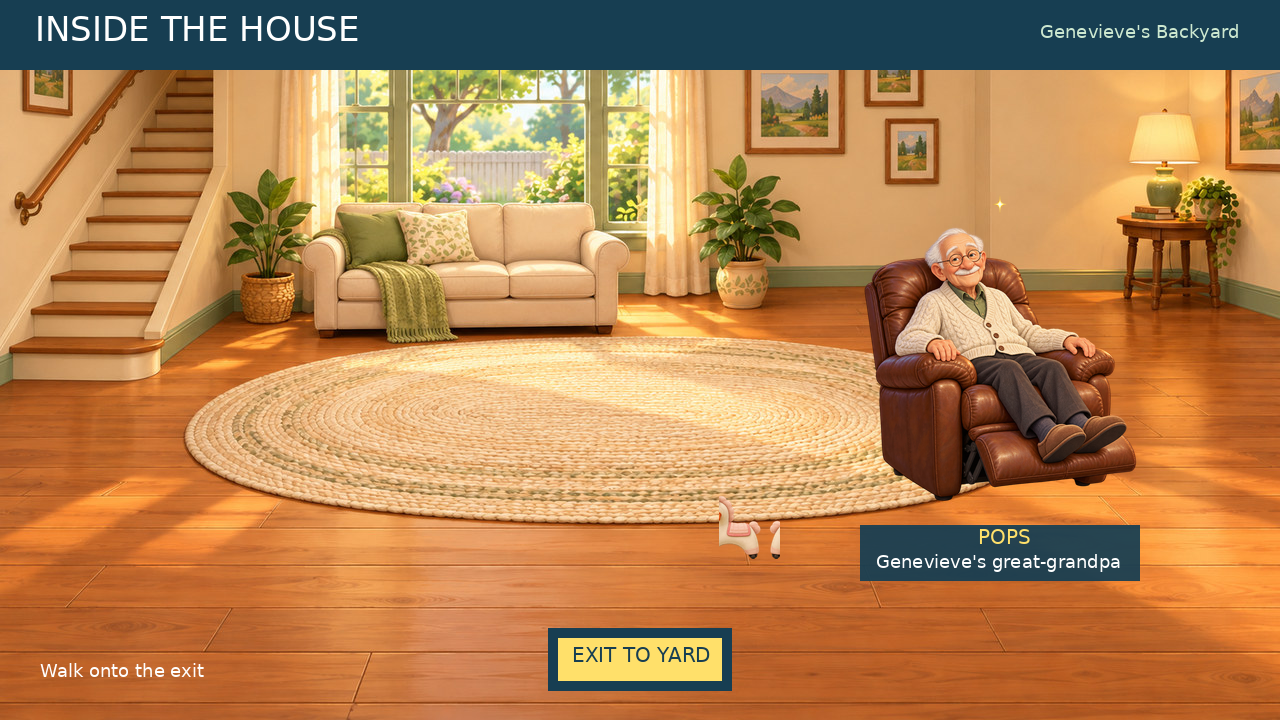 INSIDE THE HOUSE
Genevieve's Backyard
POPS
Genevieve's great-grandpa
EXIT TO YARD
Walk onto the exit